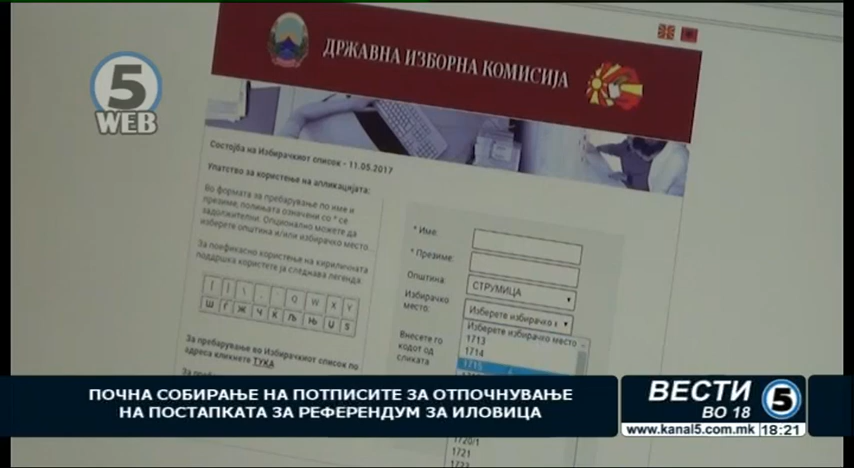 ДРЖАВНА ИЗБОРНА КОМИСИЈА
5
WEB
Состојба на Избирачкиот список - 11.05.2017
Упатство за користење на апликацијата:
Во формата за пребарување по име и
презиме, полињата означени со * се
задолжителни. Опционално можете да
изберете општина и/или избирачко место.
За поефикасно користење на кириличната
поддршка користете ја следнава легенда
[ ] \ ; ' Q W X Y
Ш Ѓ Ж Ч Ќ Љ Њ Џ Ѕ
За пребарување во Избирачкиот список по
адреса кликнете ТУКА
* Име:
* Презиме:
Општина:
СТРУМИЦА
Избирачко
место:
Изберете избирачко
Изберете избирачко место
1713
1714
1715
Внесете го
кодот од
сликата
1720/1
1721
ПОЧНА СОБИРАЊЕ НА ПОТПИСИТЕ ЗА ОТПОЧНУВАЊЕ
НА ПОСТАПКАТА ЗА РЕФЕРЕНДУМ ЗА ИЛОВИЦА
ВЕСТИ
ВО 18
5
www.kanal5.com.mk
18:21